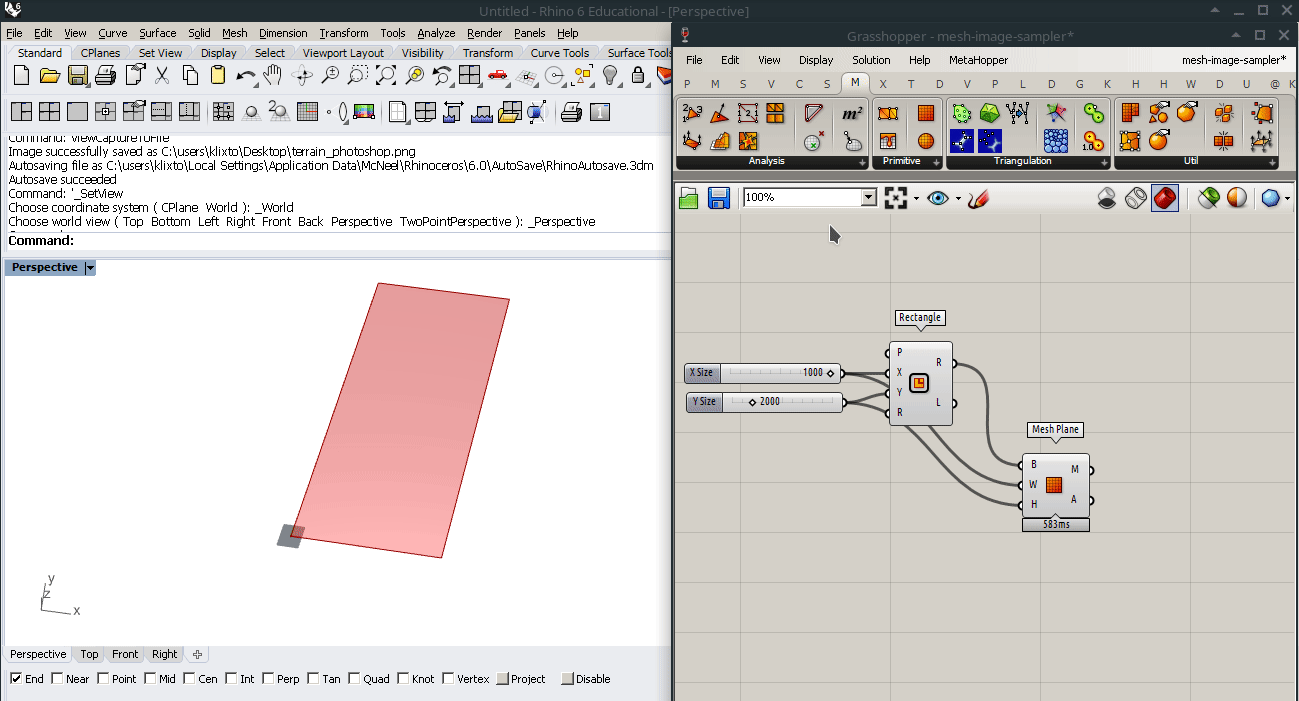 6
Untitled - Rhino 6 Educational - [Perspective]
File Edit View Curve Surface Solid Mesh Dimension Transform Tools Analyze Render Panels Help
Standard CPlanes Set View Display Select Viewport Layout Visibility Transform Curve Tools Surface Tools
Command: ViewCaptureToFile
Image successfully saved as C:\users\klixto\Desktop\terrain_photoshop.png
Autosaving file as C:\users\klixto\Local Settings\Application Data\McNeel\Rhinoceros\6.0\AutoSave\RhinoAutosave.3dm
Autosave succeeded
Command: '_SetView
Choose coordinate system ( CPlane World ): _World
Choose world view ( Top Bottom Left Right Front Back Perspective TwoPointPerspective ): _Perspective
Command:
Perspective
y
z
x
Perspective Top Front Right
End Near Point Mid Cen Int Perp Tan Quad Knot Vertex Project Disable
Grasshopper - mesh-image-sampler*
File Edit View Display Solution Help MetaHopper mesh-image-sampler*
P M S V C S M X T D V P L D G K H H W D U @ K
m²
1.0
Analysis Primitive Triangulation Util
100%
Rectangle
X Size 1000
Y Size 2000
P
X
Y
R
R
L
Mesh Plane
B
W
H
M
A
583ms